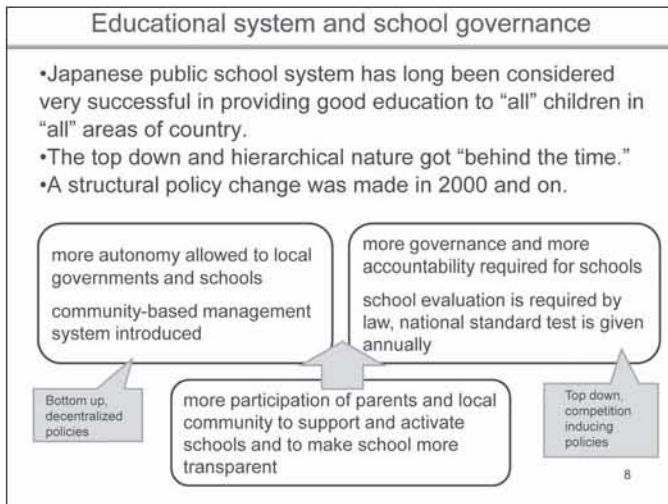 Educational system and school governance
•Japanese public school system has long been considered
very successful in providing good education to “all” children in
“all” areas of country.
•The top down and hierarchical nature got “behind the time.”
•A structural policy change was made in 2000 and on.
more autonomy allowed to local
governments and schools
community-based management
system introduced
more governance and more
accountability required for schools
school evaluation is required by
law, national standard test is given
annually
Bottom up,
decentralized
policies
more participation of parents and local
community to support and activate
schools and to make school more
transparent
Top down,
competition
inducing
policies
8